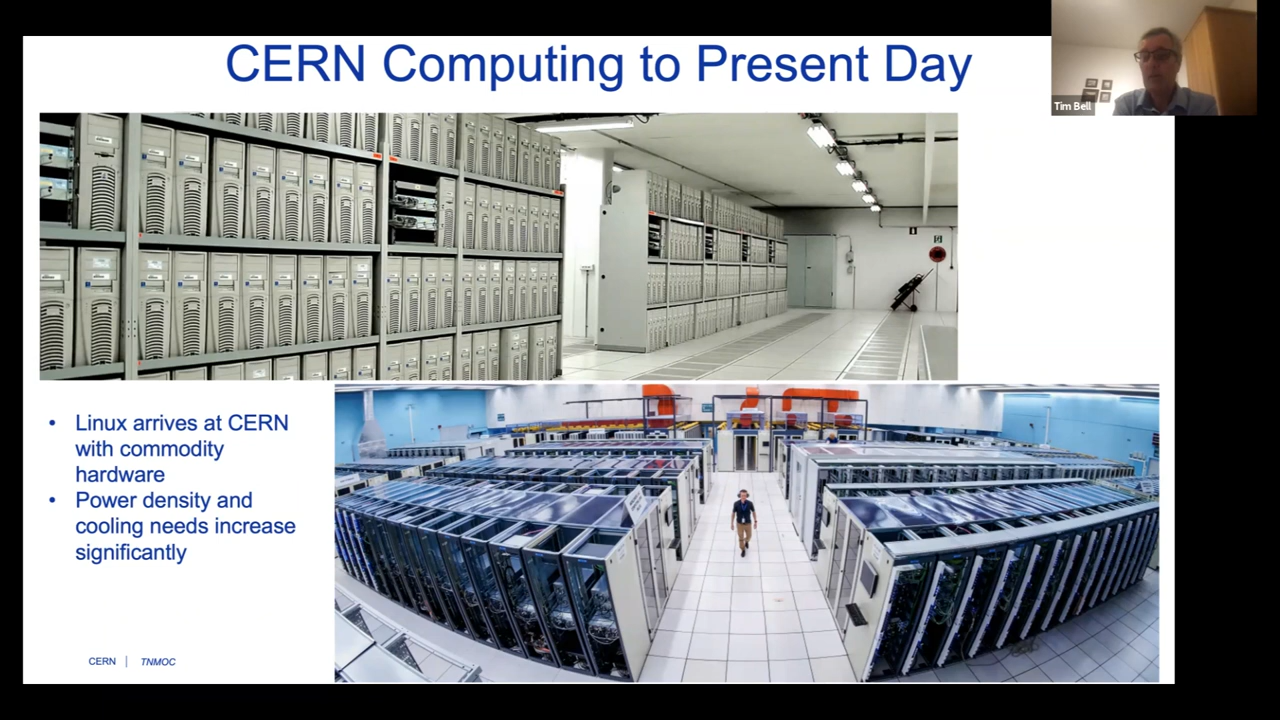 CERN Computing to Present Day
Tim Bell
• Linux arrives at CERN
with commodity
hardware
• Power density and
cooling needs increase
significantly
CERN | TNMOC